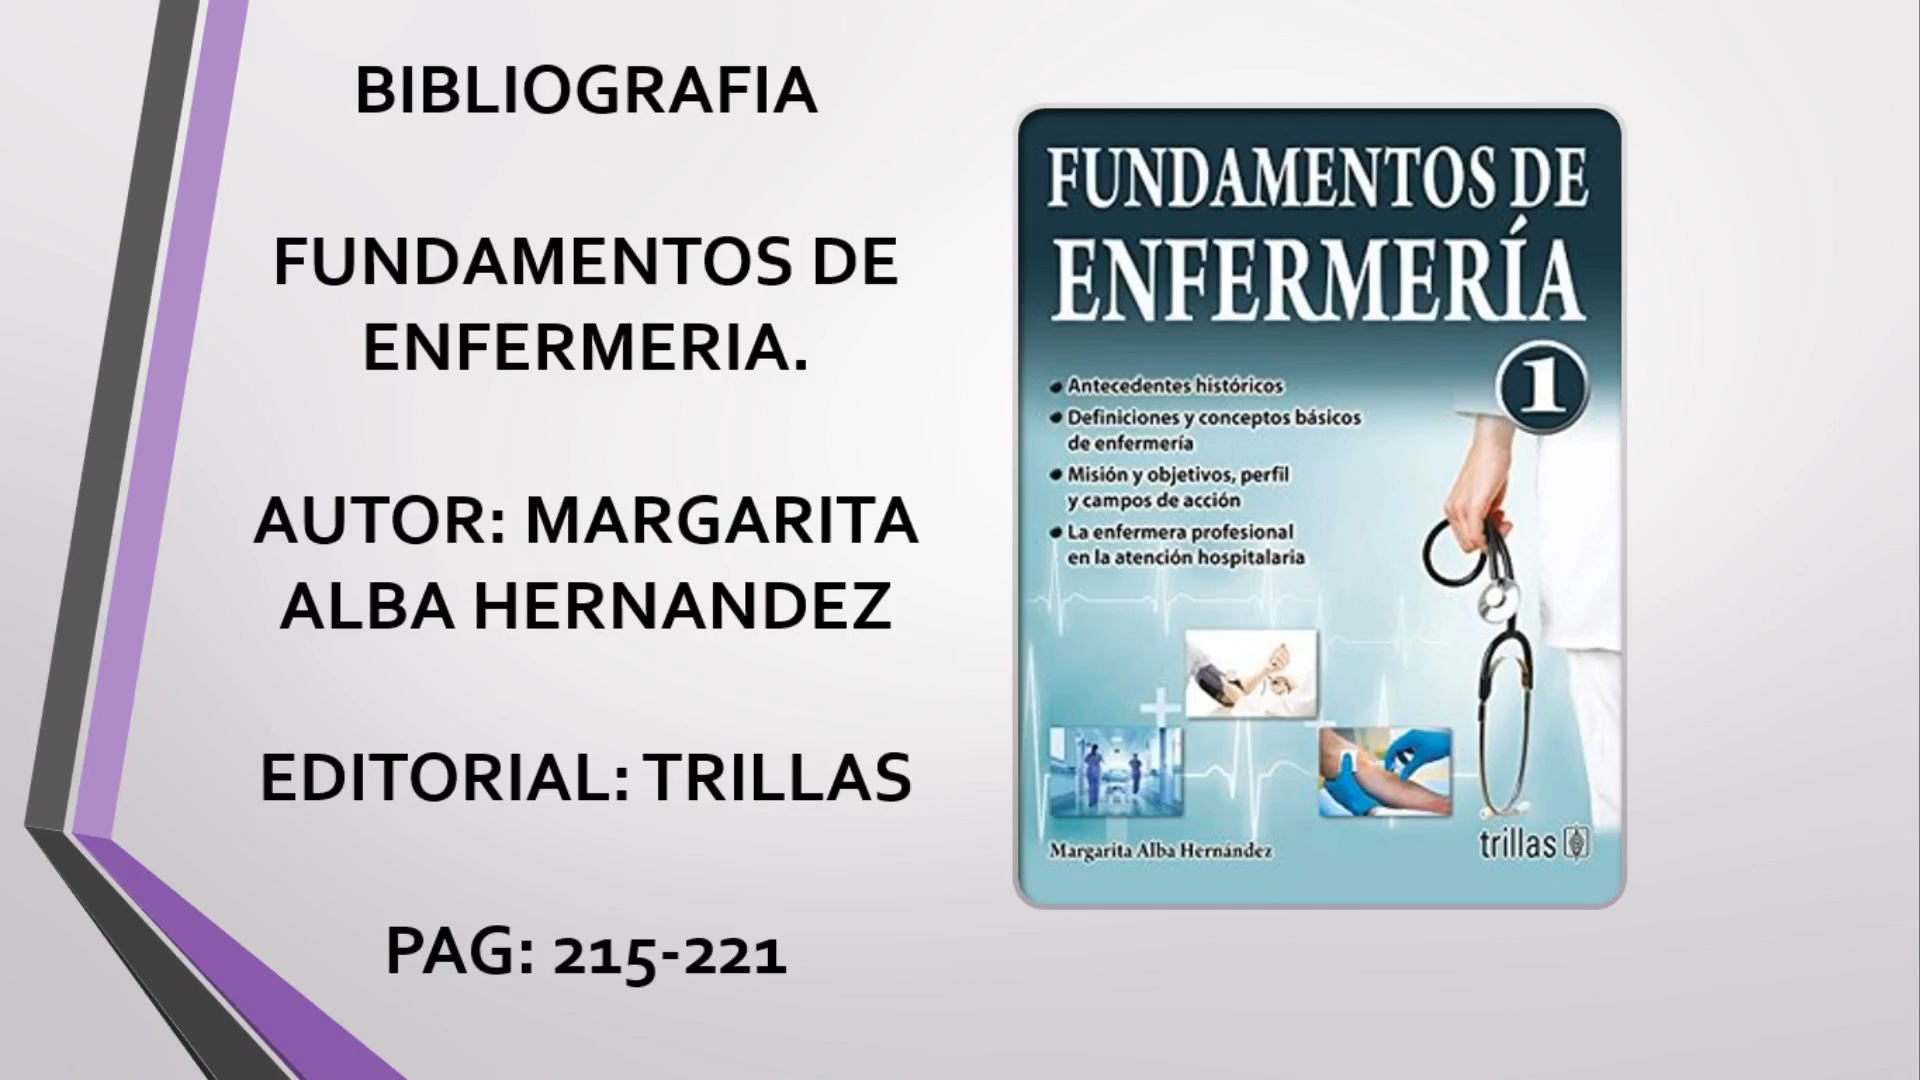 BIBLIOGRAFIA
FUNDAMENTOS DE
ENFERMERIA.
AUTOR: MARGARITA
ALBA HERNANDEZ
EDITORIAL: TRILLAS
PAG: 215-221
FUNDAMENTOS DE
ENFERMERÍA
1
• Antecedentes históricos
• Definiciones y conceptos básicos
de enfermería
• Misión y objetivos, perfil
y campos de acción
• La enfermera profesional
en la atención hospitalaria
Margarita Alba Hernández
trillas